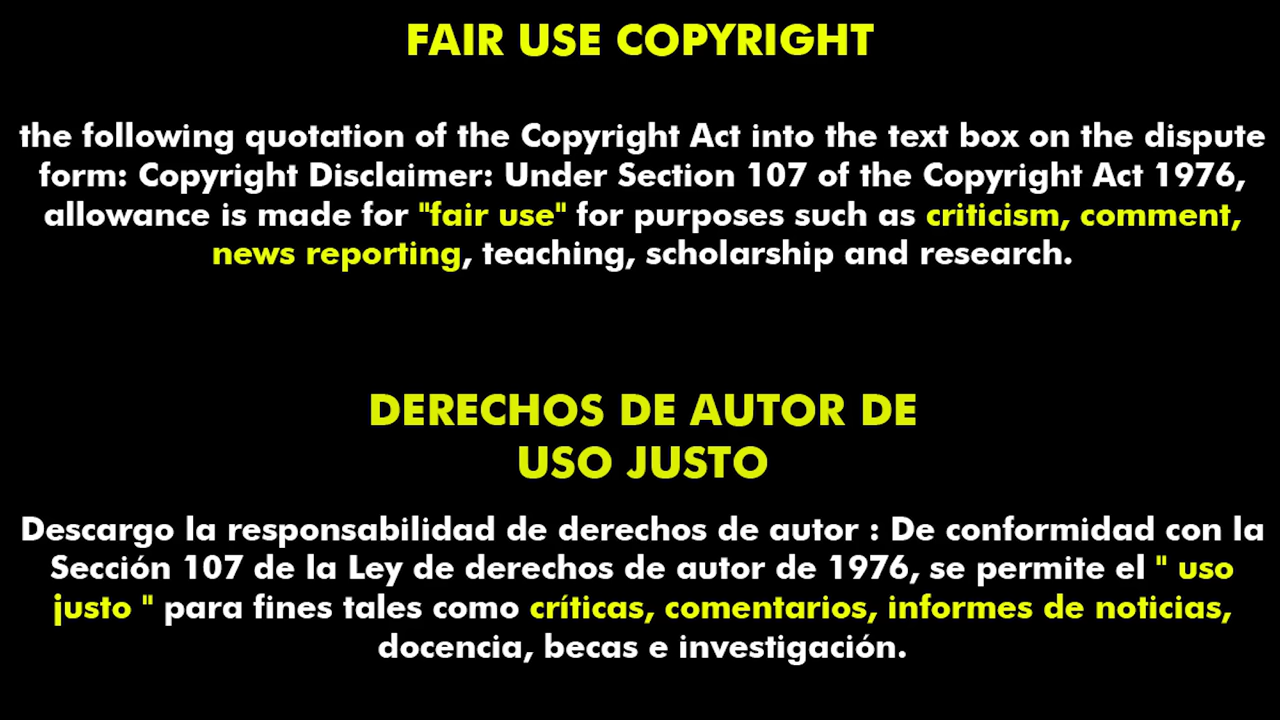 FAIR USE COPYRIGHT
the following quotation of the Copyright Act into the text box on the dispute
form: Copyright Disclaimer: Under Section 107 of the Copyright Act 1976,
allowance is made for "fair use" for purposes such as criticism, comment,
news reporting, teaching, scholarship and research.
DERECHOS DE AUTOR DE
USO JUSTO
Descargo la responsabilidad de derechos de autor : De conformidad con la
Sección 107 de la Ley de derechos de autor de 1976, se permite el " uso
justo " para fines tales como críticas, comentarios, informes de noticias,
docencia, becas e investigación.